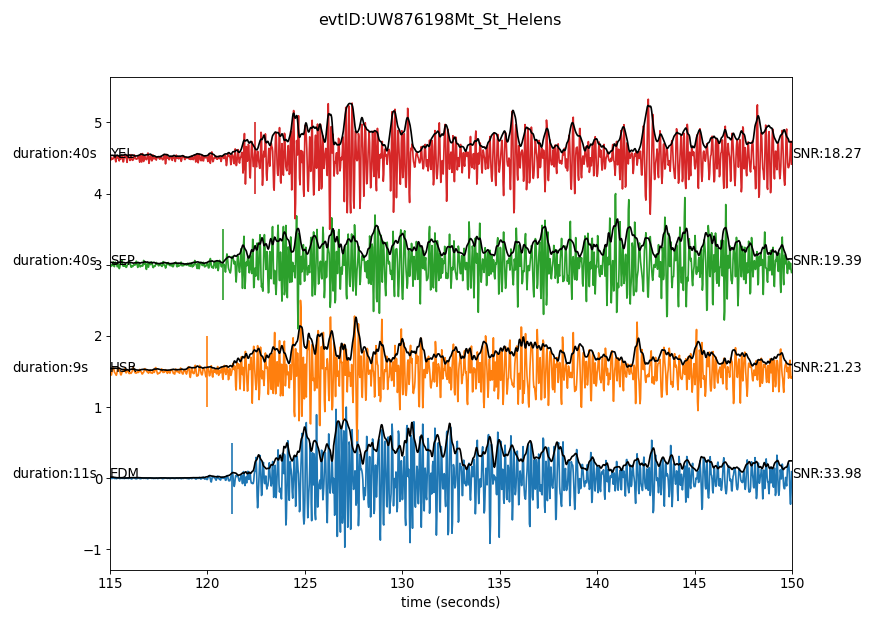 evtID:UW876198Mt_St_Helens
5
duration:40s YEL SNR:18.27
4
duration:40s SEP SNR:19.39
3
2
duration:9s HSR SNR:21.23
1
duration:11s EDM SNR:33.98
0
−1
115 120 125 130 135 140 145 150
time (seconds)